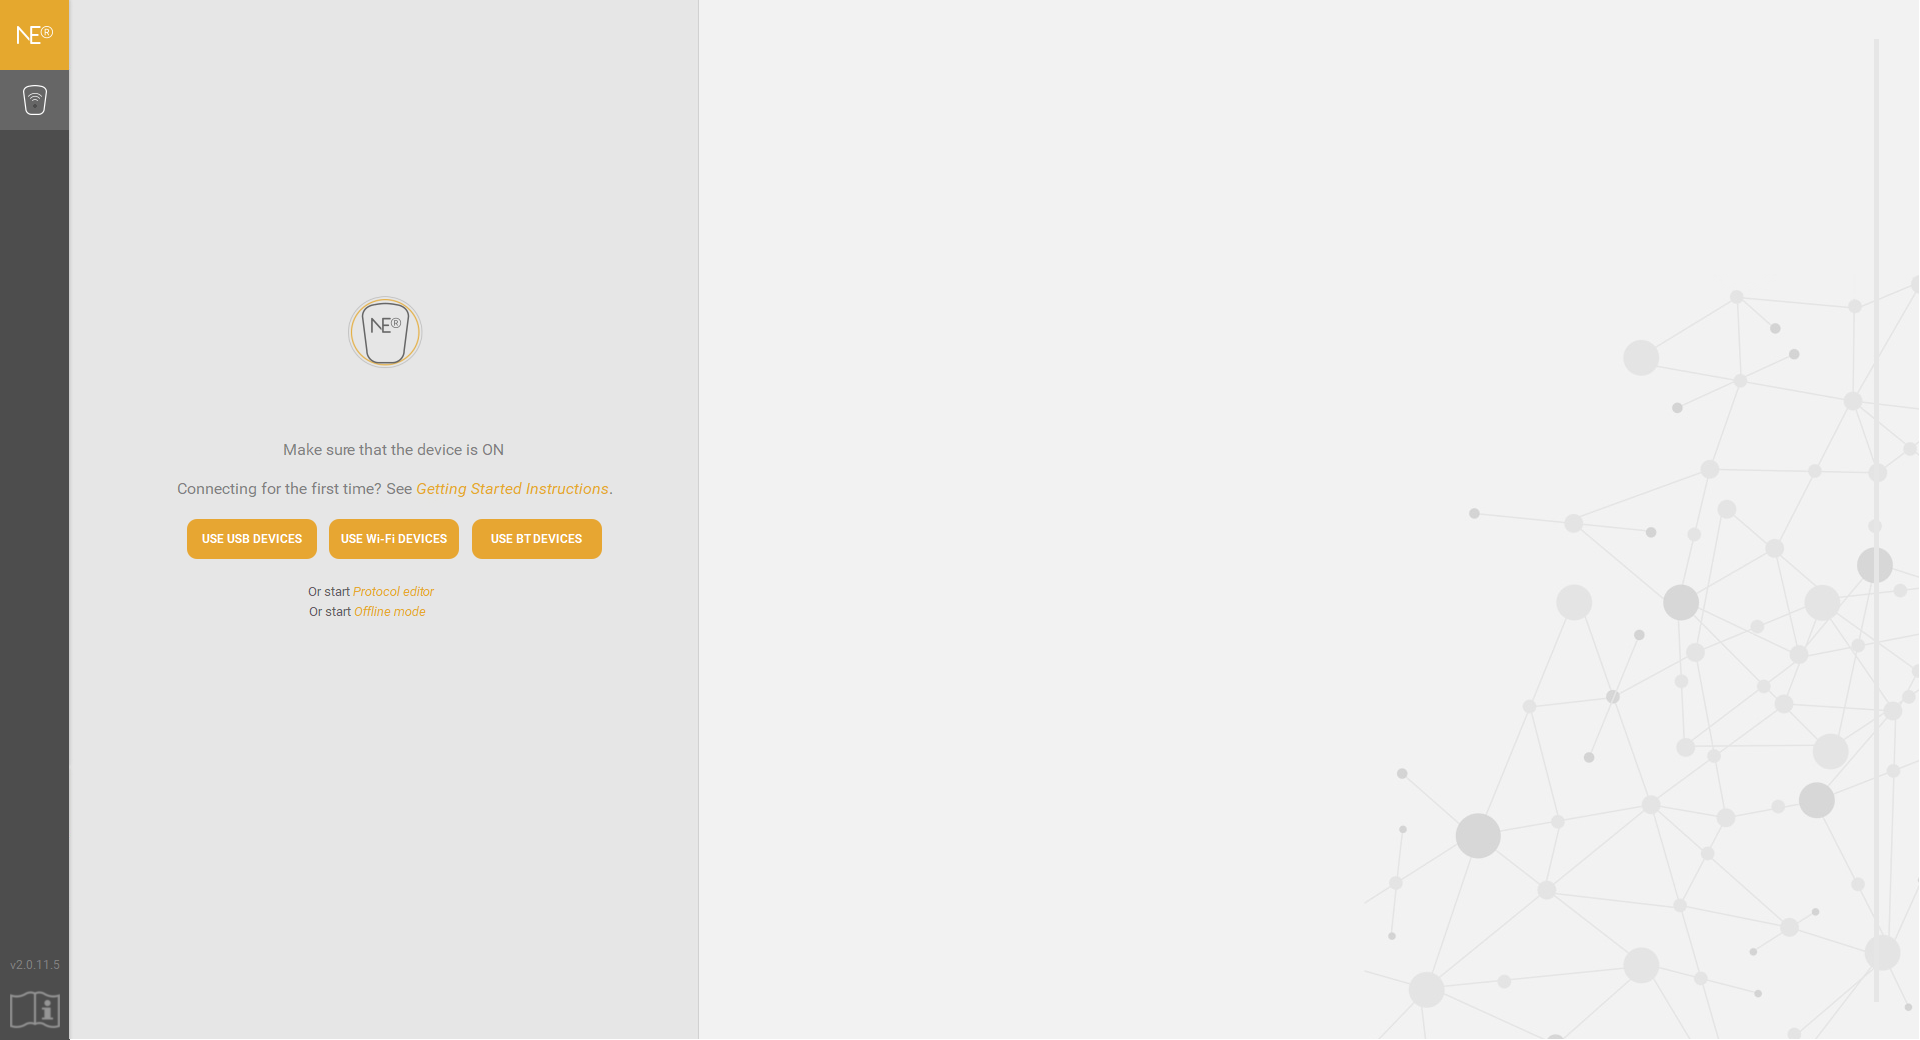 NE®
NE®
Make sure that the device is ON
Connecting for the first time? See Getting Started Instructions.
USE USB DEVICES
USE Wi-Fi DEVICES
USE BT DEVICES
Or start Protocol editor
Or start Offline mode
v2.0.11.5
i